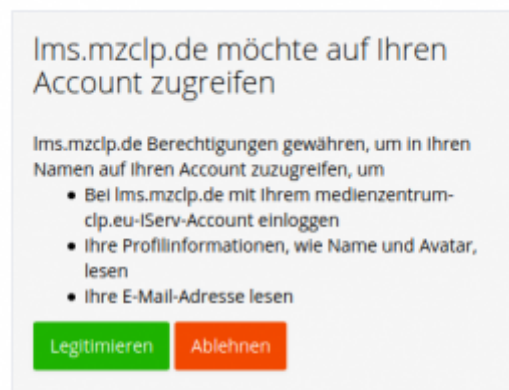 lms.mzclp.de möchte auf Ihren
Account zugreifen
lms.mzclp.de Berechtigungen gewähren, um in Ihren
Namen auf Ihren Account zuzugreifen, um
• Bei lms.mzclp.de mit Ihrem medienzentrum-
clp.eu-IServ-Account einloggen
• Ihre Profilinformationen, wie Name und Avatar,
lesen
• Ihre E-Mail-Adresse lesen
Legitimieren Ablehnen